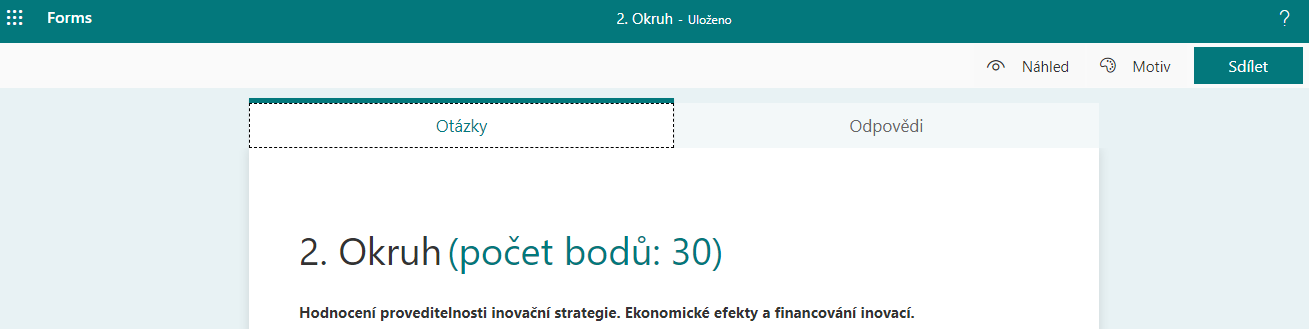 Forms
2. Okruh - Uloženo
?
Náhled
Motiv
Sdílet
Otázky
Odpovědi
2. Okruh (počet bodů: 30)
Hodnocení proveditelnosti inovační strategie. Ekonomické efekty a financování inovací.